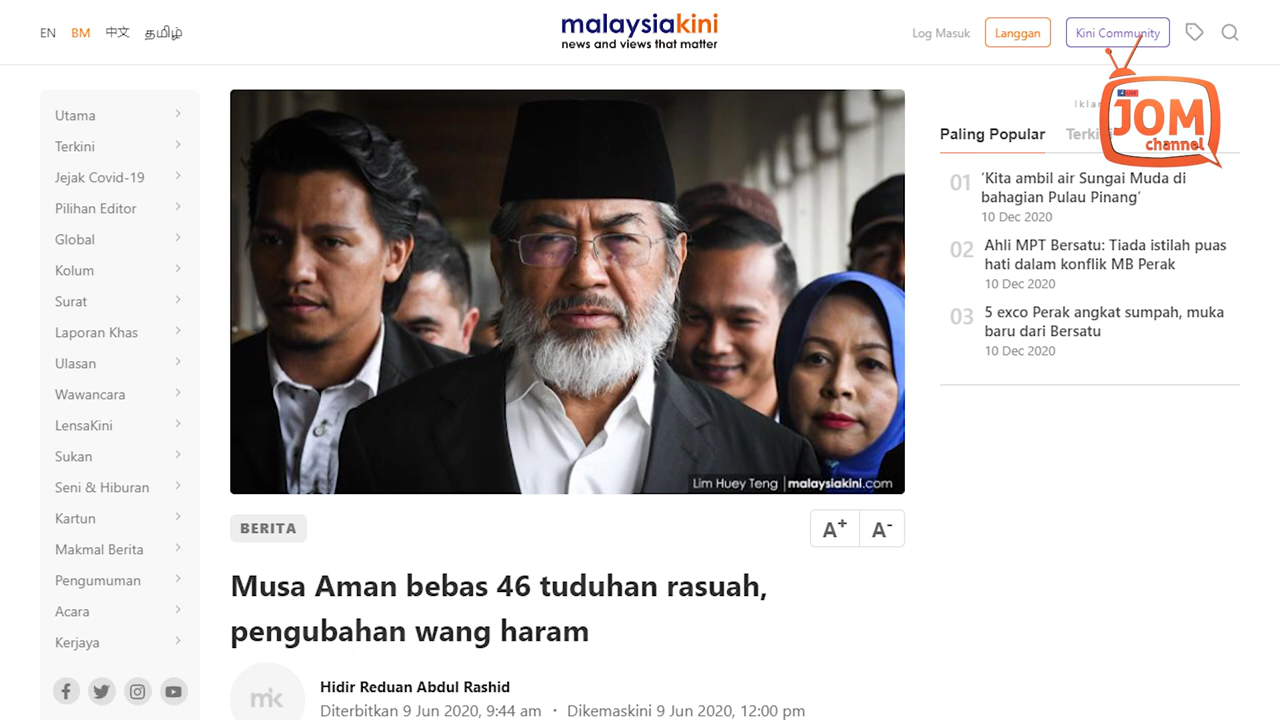 EN BM 中文 தமிழ்
malaysiakini
news and views that matter
Log Masuk Langgan Kini Community
Utama
Terkini
Jejak Covid-19
Pilihan Editor
Global
Kolum
Surat
Laporan Khas
Ulasan
Wawancara
LensaKini
Sukan
Seni & Hiburan
Kartun
Makmal Berita
Pengumuman
Acara
Kerjaya
Lim Huey Teng | malaysiakini.com
BERITA
A+ A-
Musa Aman bebas 46 tuduhan rasuah,
pengubahan wang haram
mk
Hidir Reduan Abdul Rashid
Diterbitkan 9 Jun 2020, 9:44 am · Dikemaskini 9 Jun 2020, 12:00 pm
JOM
channel
Paling Popular
01 ‘Kita ambil air Sungai Muda di
bahagian Pulau Pinang’
10 Dec 2020
02 Ahli MPT Bersatu: Tiada istilah puas
hati dalam konflik MB Perak
10 Dec 2020
03 5 exco Perak angkat sumpah, muka
baru dari Bersatu
10 Dec 2020